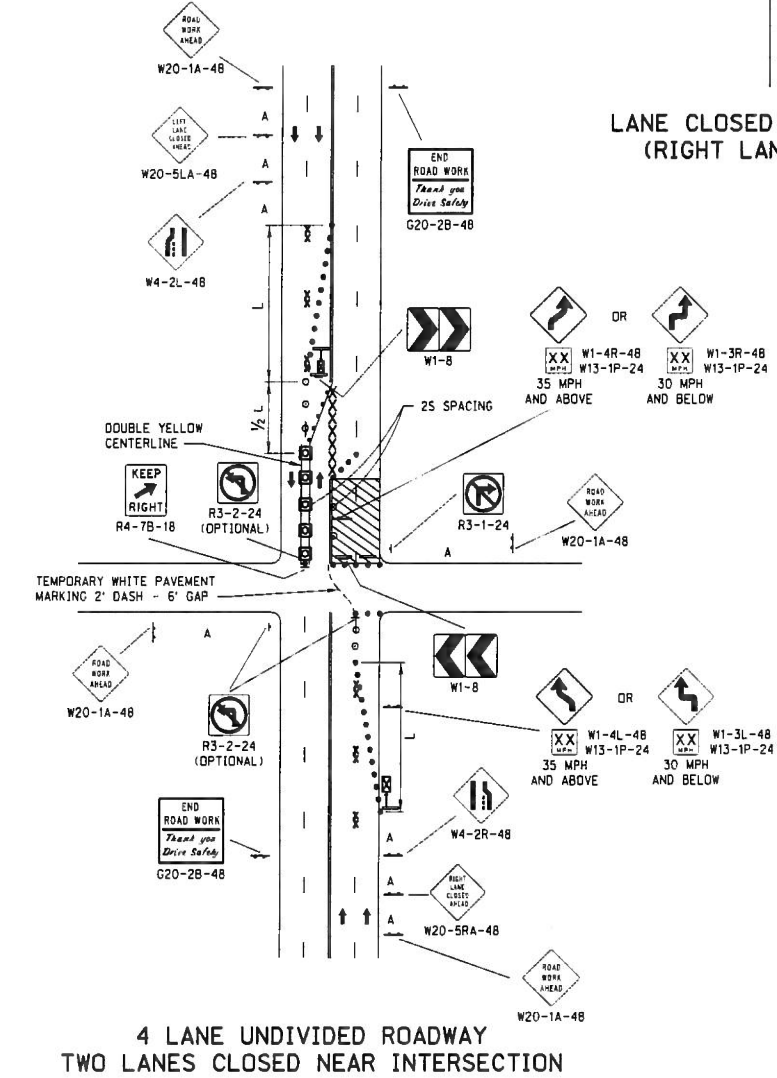 ROAD
WORK
AHEAD
W20-1A-48
A
LEFT
LANE
CLOSED
AHEAD
W20-5LA-48
A
A
W4-2L-48
END
ROAD WORK
Thank you
Drive Safely
G20-2B-48
LANE CLOSED
(RIGHT LAN
L
W1-8
OR
XX
MPH
W1-4R-48
W13-1P-24
35 MPH
AND ABOVE
XX
MPH
W1-3R-48
W13-1P-24
30 MPH
AND BELOW
½ L
2S SPACING
DOUBLE YELLOW
CENTERLINE
KEEP
RIGHT
R4-7B-18
R3-2-24
(OPTIONAL)
R3-1-24
A
ROAD
WORK
AHEAD
W20-1A-48
TEMPORARY WHITE PAVEMENT
MARKING 2' DASH - 6' GAP
A
ROAD
WORK
AHEAD
W20-1A-48
R3-2-24
(OPTIONAL)
W1-8
L
OR
XX
MPH
W1-4L-48
W13-1P-24
35 MPH
AND ABOVE
XX
MPH
W1-3L-48
W13-1P-24
30 MPH
AND BELOW
END
ROAD WORK
Thank you
Drive Safely
G20-2B-48
A
W4-2R-48
A
RIGHT
LANE
CLOSED
AHEAD
W20-5RA-48
A
ROAD
WORK
AHEAD
W20-1A-48
4 LANE UNDIVIDED ROADWAY
TWO LANES CLOSED NEAR INTERSECTION